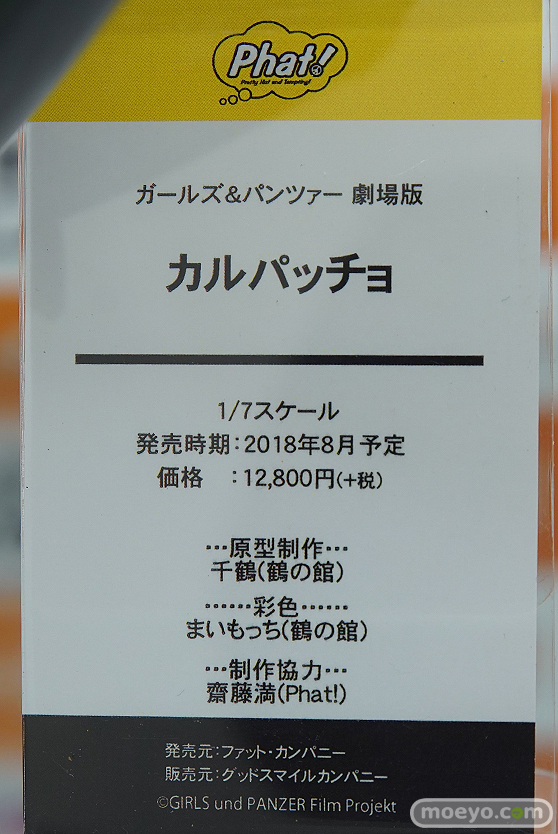 Phat!
Pretty Hot and Tempting!
ガールズ&パンツァー 劇場版
カルパッチョ
1/7スケール
発売時期:2018年8月予定
価格 :12,800円(+税)
…原型制作…
千鶴(鶴の館)
……彩色……
まいもっち(鶴の館)
…制作協力…
齋藤満(Phat!)
発売元:ファット・カンパニー
販売元:グッドスマイルカンパニー
©GIRLS und PANZER Film Projekt
moeyo.com